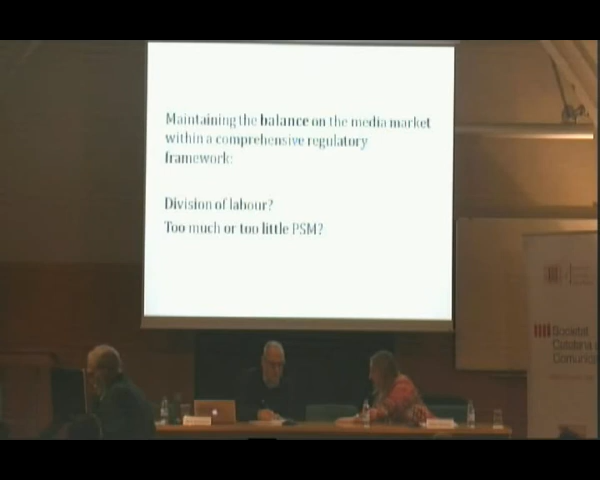 Maintaining the balance on the media market
within a comprehensive regulatory
framework:
Division of labour?
Too much or too little PSM?
Societat
Catalana
Comunic